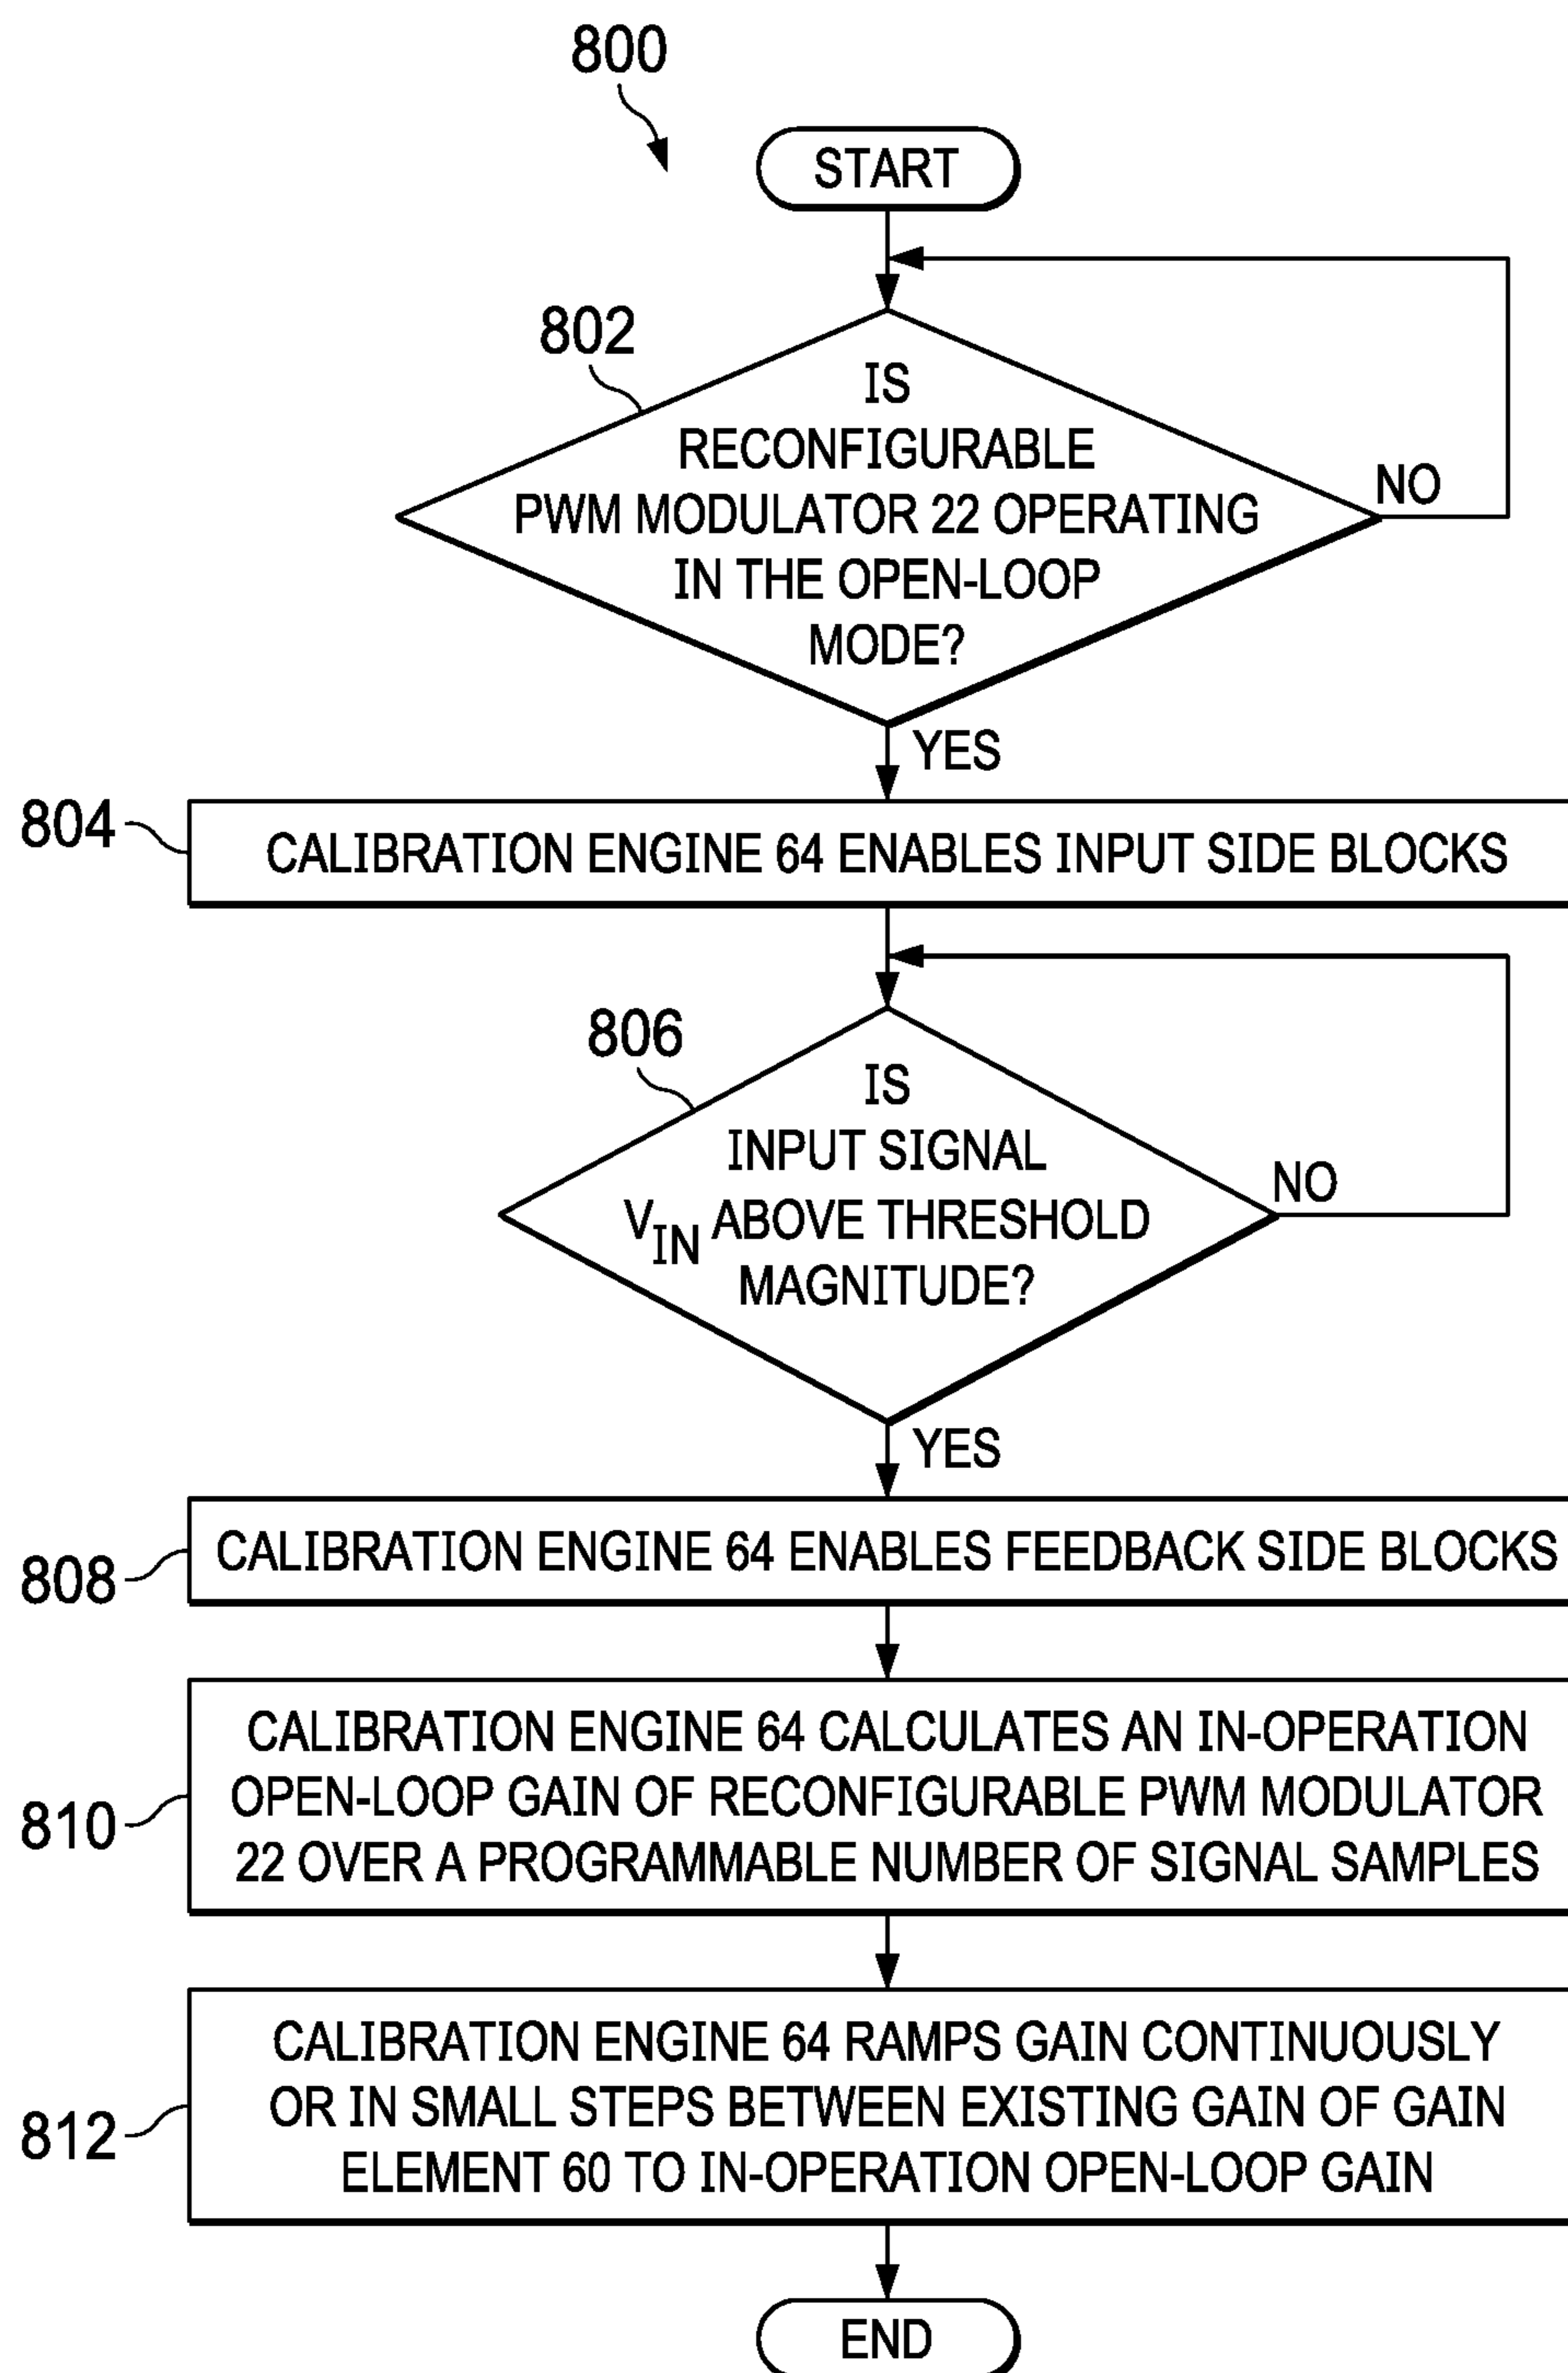 800
START
802
IS
RECONFIGURABLE
PWM MODULATOR 22 OPERATING
IN THE OPEN-LOOP
MODE?
NO
YES
804
CALIBRATION ENGINE 64 ENABLES INPUT SIDE BLOCKS
806
IS
INPUT SIGNAL
VIN ABOVE THRESHOLD
MAGNITUDE?
NO
YES
808
CALIBRATION ENGINE 64 ENABLES FEEDBACK SIDE BLOCKS
810
CALIBRATION ENGINE 64 CALCULATES AN IN-OPERATION
OPEN-LOOP GAIN OF RECONFIGURABLE PWM MODULATOR
22 OVER A PROGRAMMABLE NUMBER OF SIGNAL SAMPLES
812
CALIBRATION ENGINE 64 RAMPS GAIN CONTINUOUSLY
OR IN SMALL STEPS BETWEEN EXISTING GAIN OF GAIN
ELEMENT 60 TO IN-OPERATION OPEN-LOOP GAIN
END